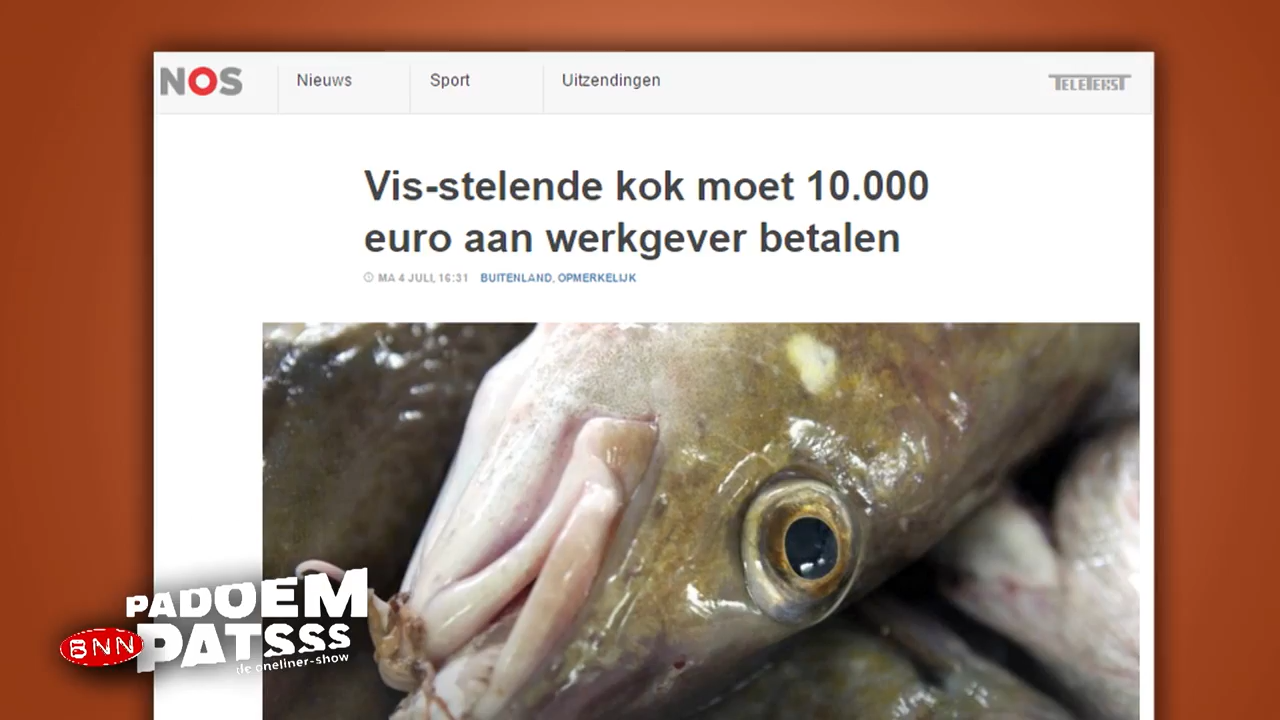 NOS
Nieuws
Sport
Uitzendingen
TELETEKST
Vis-stelende kok moet 10.000
euro aan werkgever betalen
MA 4 JULI, 16:31 BUITENLAND, OPMERKELIJK
PADOEM
BNN PATSSS
de oneliner-show